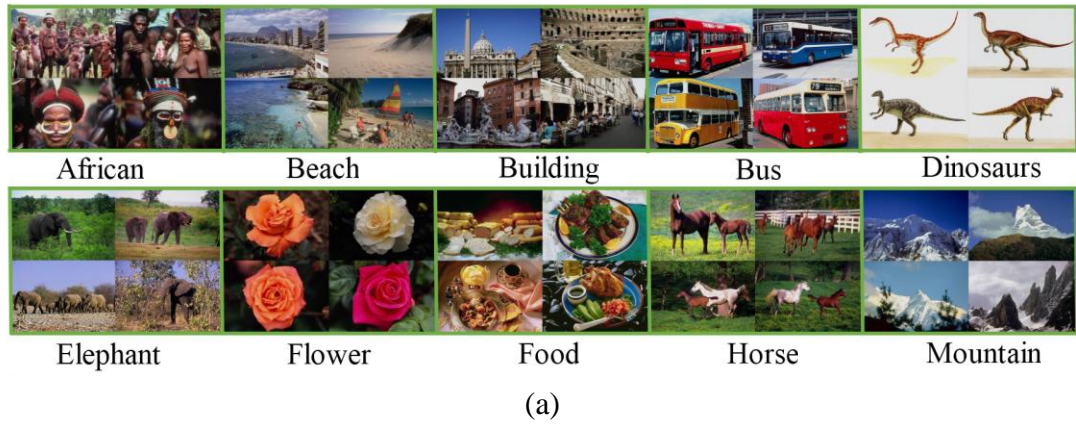 African Beach Building Bus Dinosaurs
Elephant Flower Food Horse Mountain
(a)